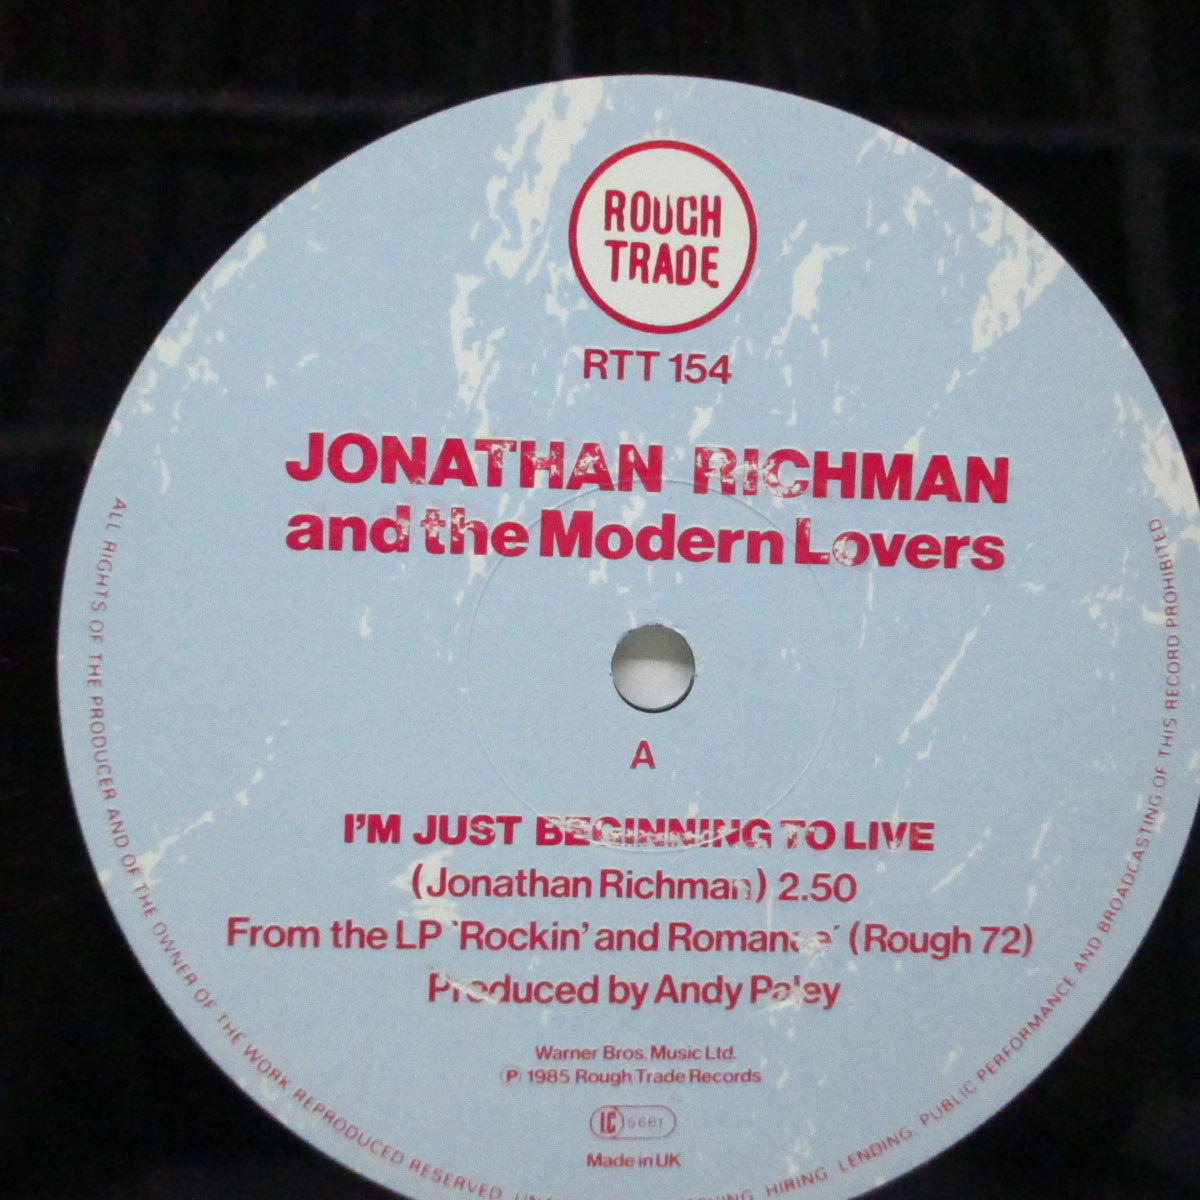 ROUGH
TRADE
RTT 154
JONATHAN RICHMAN
and the Modern Lovers
A
I'M JUST BEGINNING TO LIVE
(Jonathan Richman) 2.50
From the LP 'Rockin' and Romance' (Rough 72)
Produced by Andy Paley
Warner Bros. Music Ltd.
Ⓟ 1985 Rough Trade Records
LC 5661
Made in UK
ALL RIGHTS OF THE PRODUCER AND OF THE OWNER OF THE WORK REPRODUCED RESERVED. HIRING, LENDING, PUBLIC PERFORMANCE AND BROADCASTING OF THIS RECORD PROHIBITED